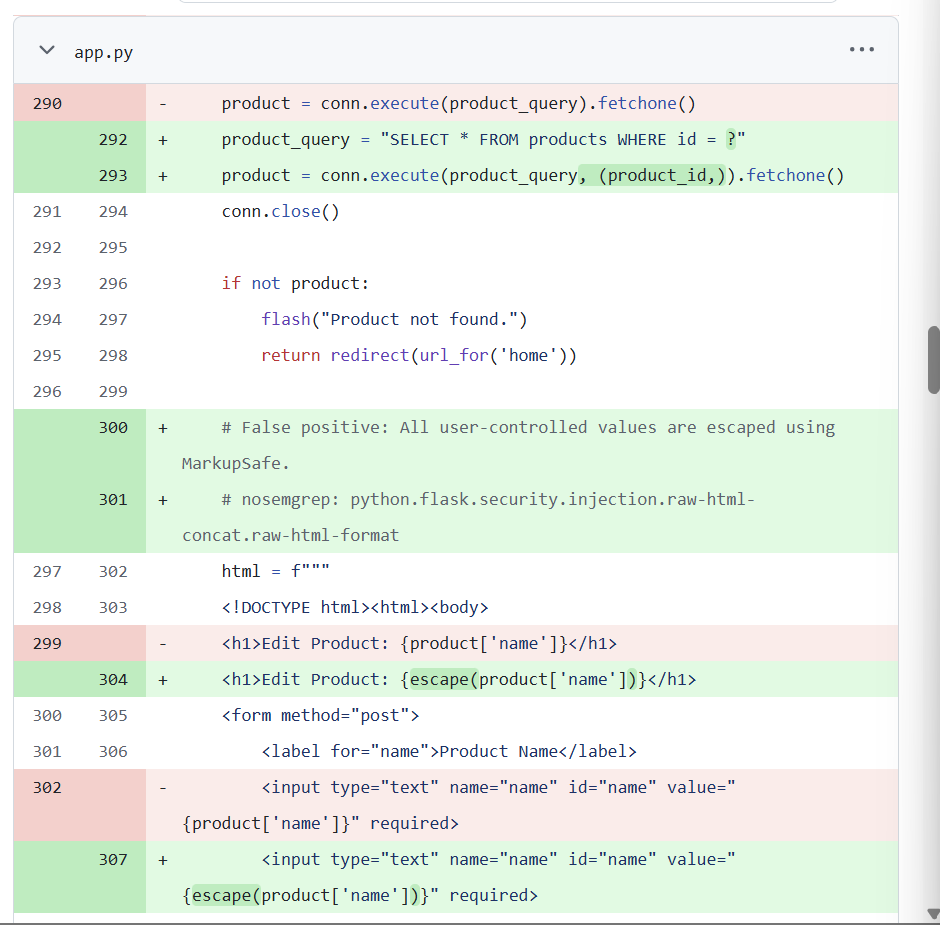 app.py
290 - product = conn.execute(product_query).fetchone()
292 + product_query = "SELECT * FROM products WHERE id = ?"
293 + product = conn.execute(product_query, (product_id,)).fetchone()
291 294 conn.close()
292 295
293 296 if not product:
294 297 flash("Product not found.")
295 298 return redirect(url_for('home'))
296 299
300 + # False positive: All user-controlled values are escaped using
MarkupSafe.
301 + # nosemgrep: python.flask.security.injection.raw-html-
concat.raw-html-format
297 302 html = f"""
298 303 <!DOCTYPE html><html><body>
299 - <h1>Edit Product: {product['name']}</h1>
304 + <h1>Edit Product: {escape(product['name'])}</h1>
300 305 <form method="post">
301 306 <label for="name">Product Name</label>
302 - <input type="text" name="name" id="name" value="
{product['name']}" required>
307 + <input type="text" name="name" id="name" value="
{escape(product['name'])}" required>